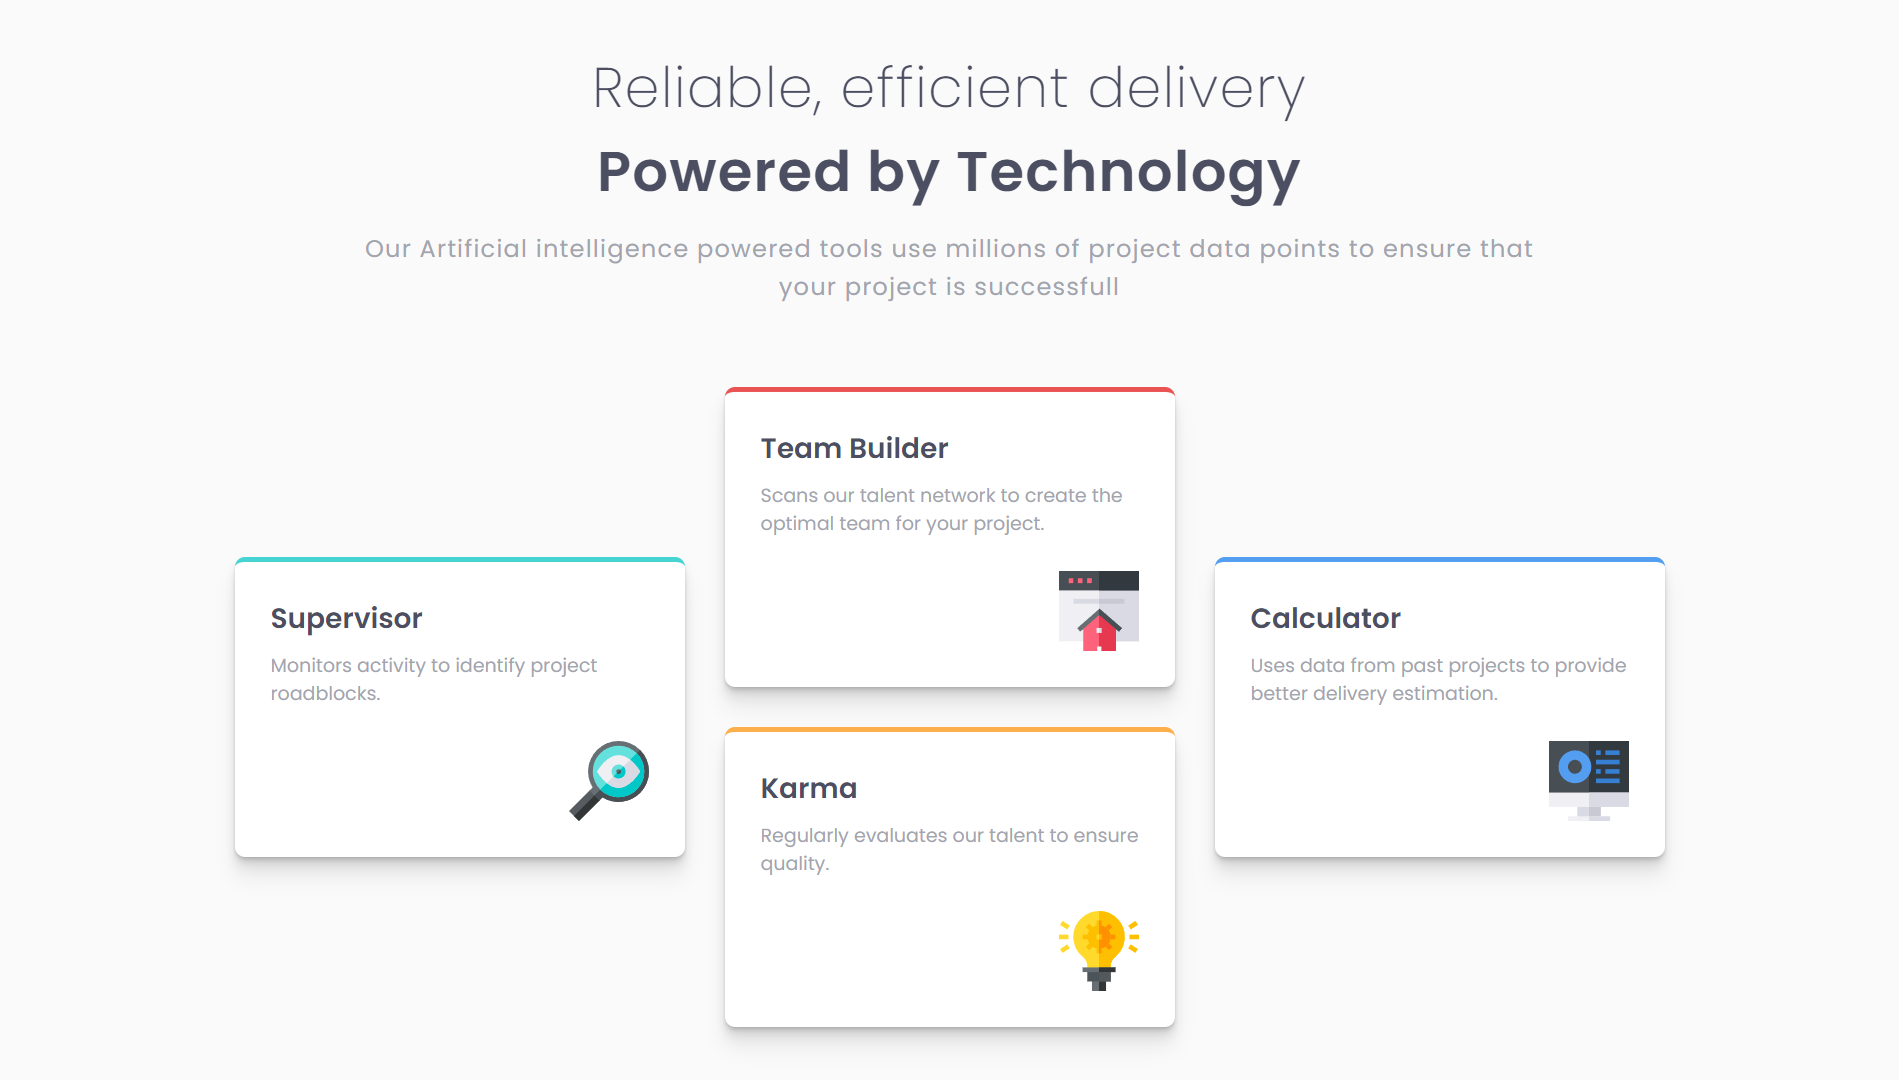 Reliable, efficient delivery
Powered by Technology
Our Artificial intelligence powered tools use millions of project data points to ensure that
your project is successfull
Team Builder
Scans our talent network to create the
optimal team for your project.
Supervisor
Monitors activity to identify project
roadblocks.
Calculator
Uses data from past projects to provide
better delivery estimation.
Karma
Regularly evaluates our talent to ensure
quality.